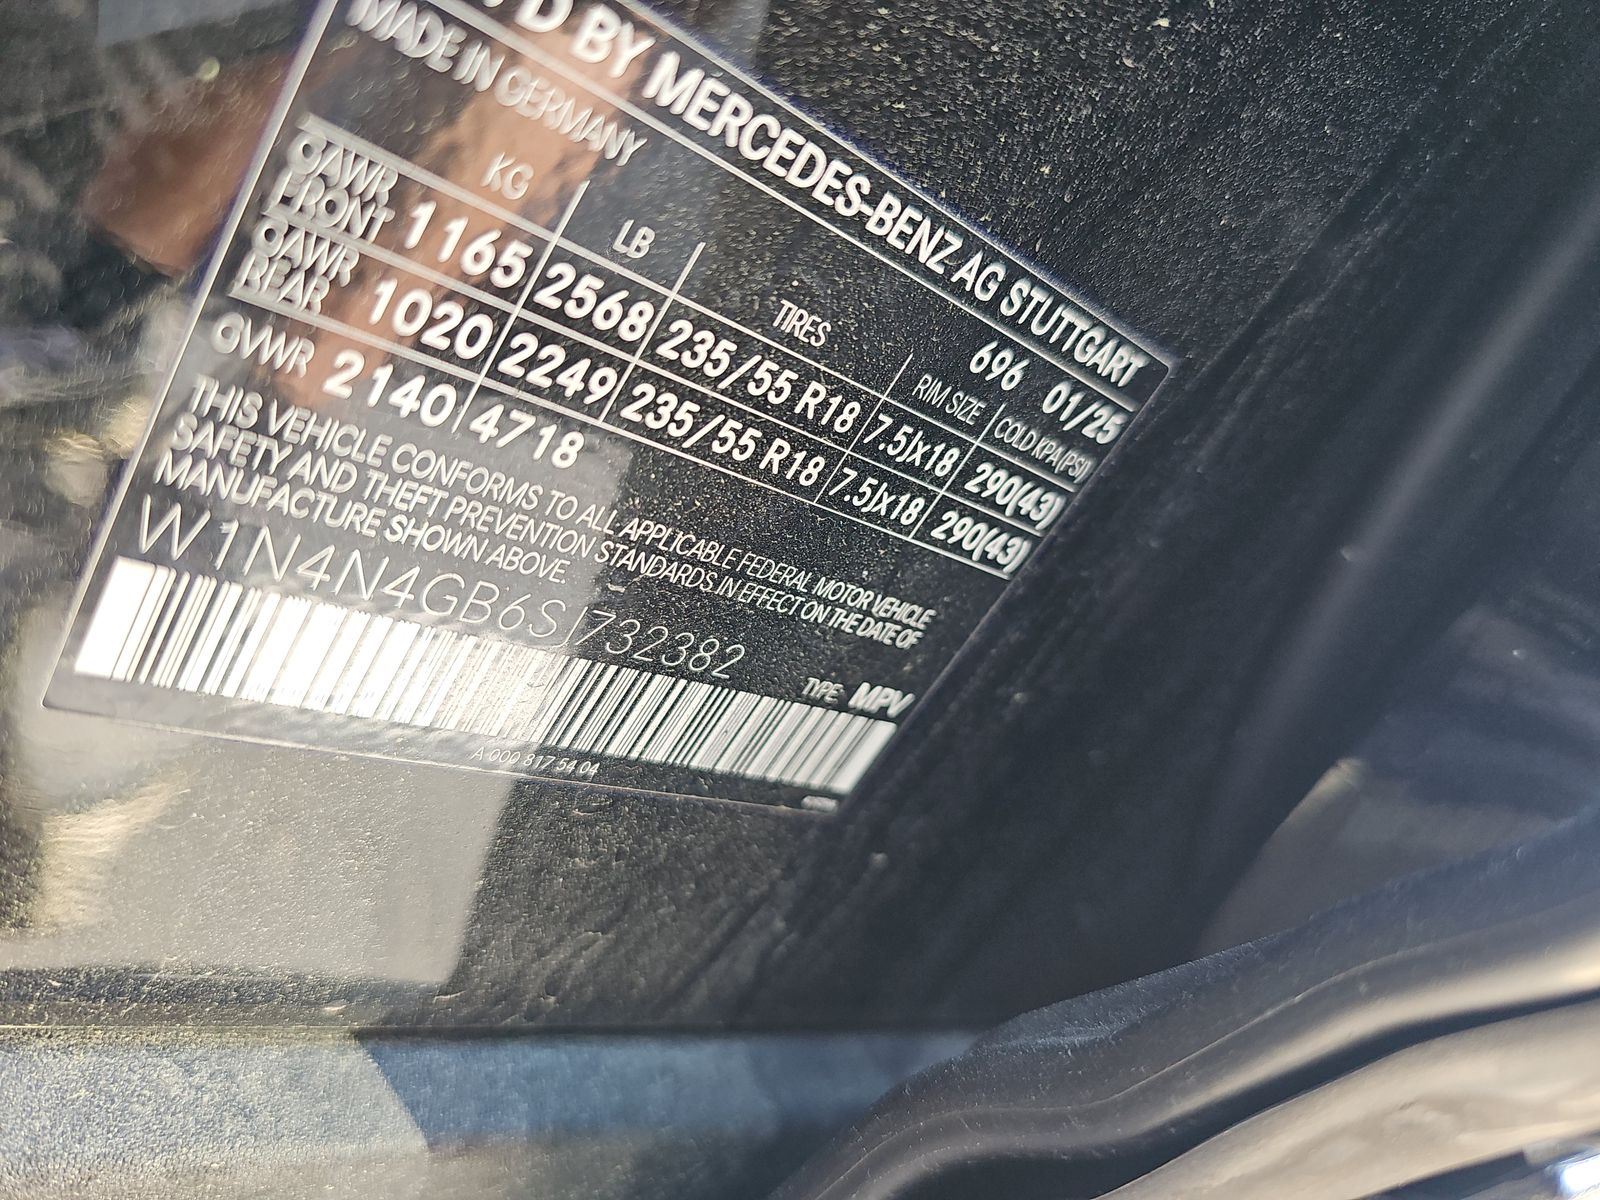 BY MERCEDES-BENZ AG STUTTGART
MADE IN GERMANY 696 01/25
KG LB TIRES RIM SIZE COLD KPA(PSI)
GAWR FRONT 1165 2568 235/55 R18 7.5Jx18 290(43)
GAWR REAR 1020 2249 235/55 R18 7.5Jx18 290(43)
GVWR 2140 4718
THIS VEHICLE CONFORMS TO ALL APPLICABLE FEDERAL MOTOR VEHICLE
SAFETY AND THEFT PREVENTION STANDARDS IN EFFECT ON THE DATE OF
MANUFACTURE SHOWN ABOVE.
W1N4N4GB6SJ732382 TYPE: MPV
A 000 817 54 04